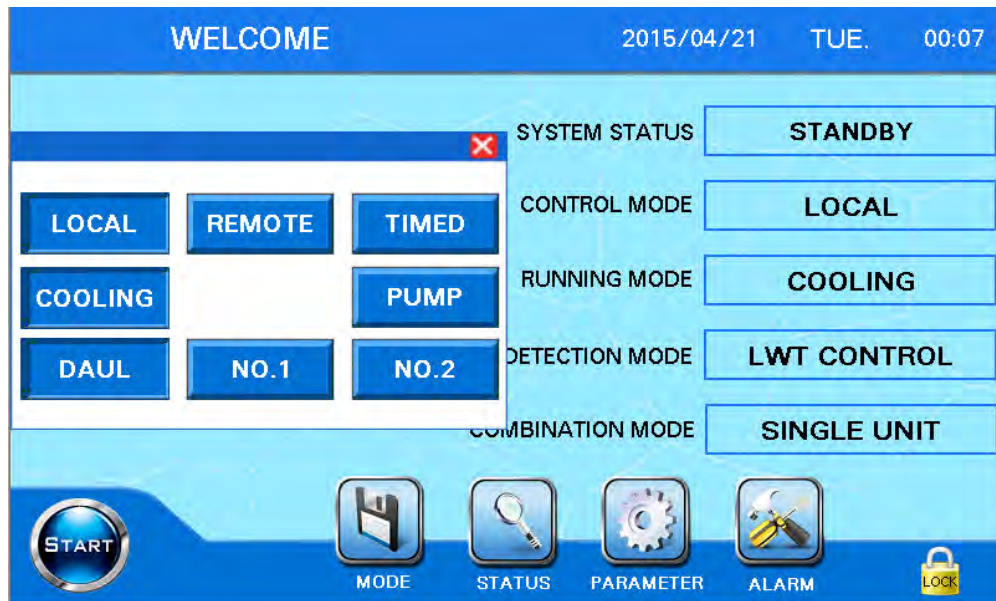 WELCOME 2015/04/21 TUE. 00:07
SYSTEM STATUS STANDBY
CONTROL MODE LOCAL
RUNNING MODE COOLING
DETECTION MODE LWT CONTROL
COMBINATION MODE SINGLE UNIT
LOCAL REMOTE TIMED
COOLING PUMP
DAUL NO.1 NO.2
START
MODE STATUS PARAMETER ALARM
LOCK